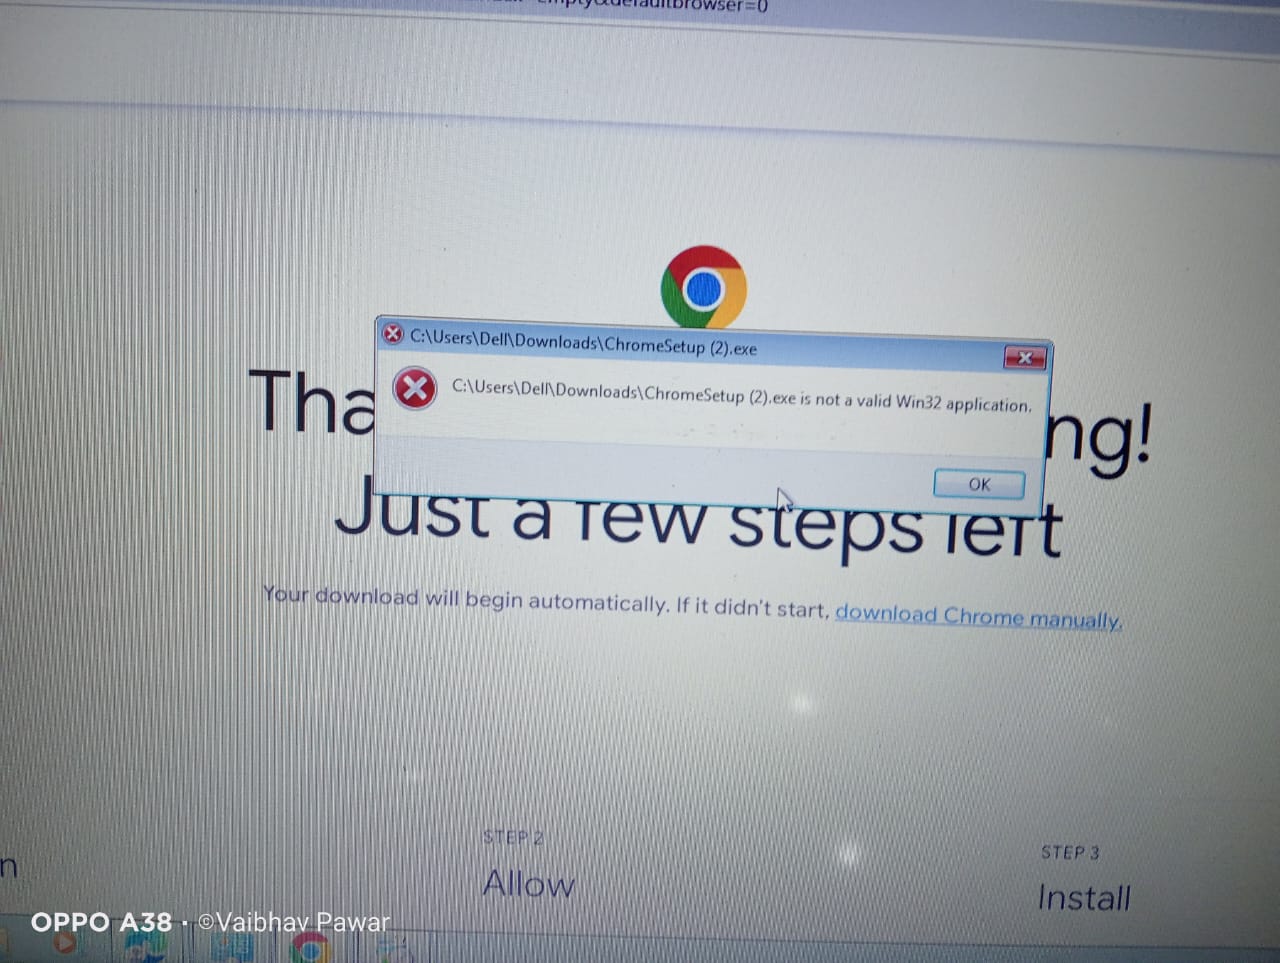 empty&defaultbrowser=0
C:\Users\Dell\Downloads\ChromeSetup (2).exe
C:\Users\Dell\Downloads\ChromeSetup (2).exe is not a valid Win32 application.
OK
Tha
ng!
Just a few steps left
Your download will begin automatically. If it didn't start, download Chrome manually.
STEP 2
Allow
STEP 3
Install
n
OPPO A38 · ©Vaibhav Pawar